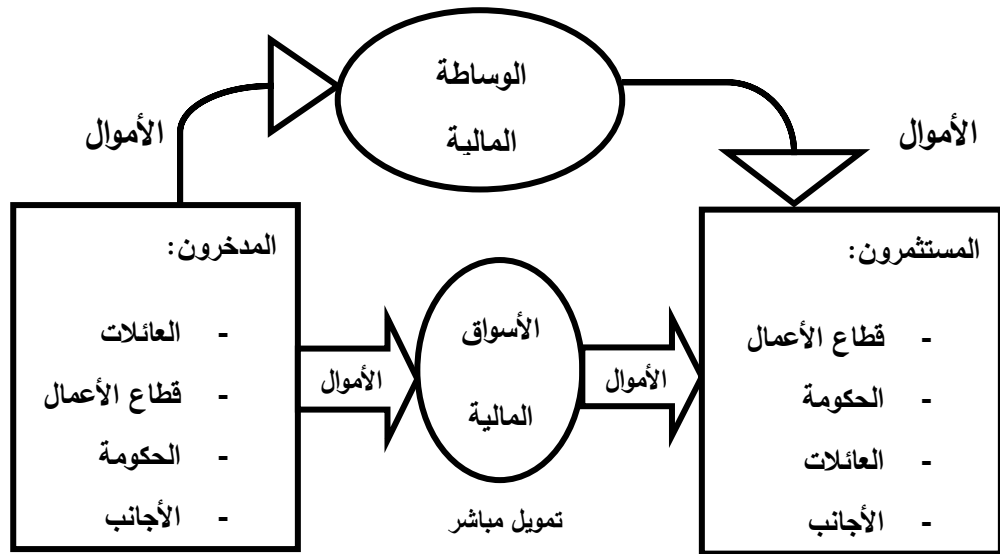 الوساطة
المالية
الأموال
الأموال
المدخرون:
- العائلات
- قطاع الأعمال
- الحكومة
- الأجانب
الأموال
الأسواق
المالية
الأموال
تمويل مباشر
المستثمرون:
- قطاع الأعمال
- الحكومة
- العائلات
- الأجانب